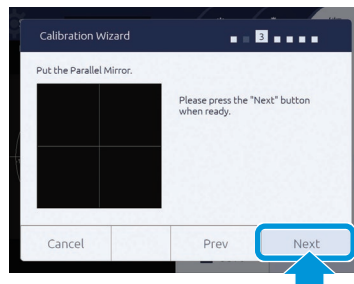 Calibration Wizard
3
Put the Parallel Mirror.
Please press the "Next" button
when ready.
Cancel
Prev
Next